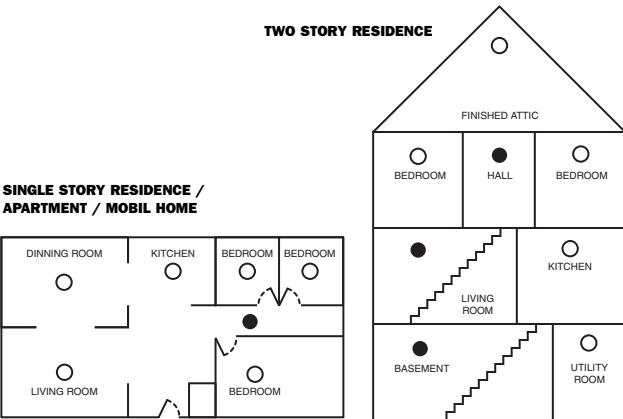 TWO STORY RESIDENCE
FINISHED ATTIC
BEDROOM
HALL
BEDROOM
SINGLE STORY RESIDENCE /
APARTMENT / MOBIL HOME
DINNING ROOM
KITCHEN
BEDROOM
BEDROOM
LIVING ROOM
BEDROOM
KITCHEN
LIVING
ROOM
BASEMENT
UTILITY
ROOM